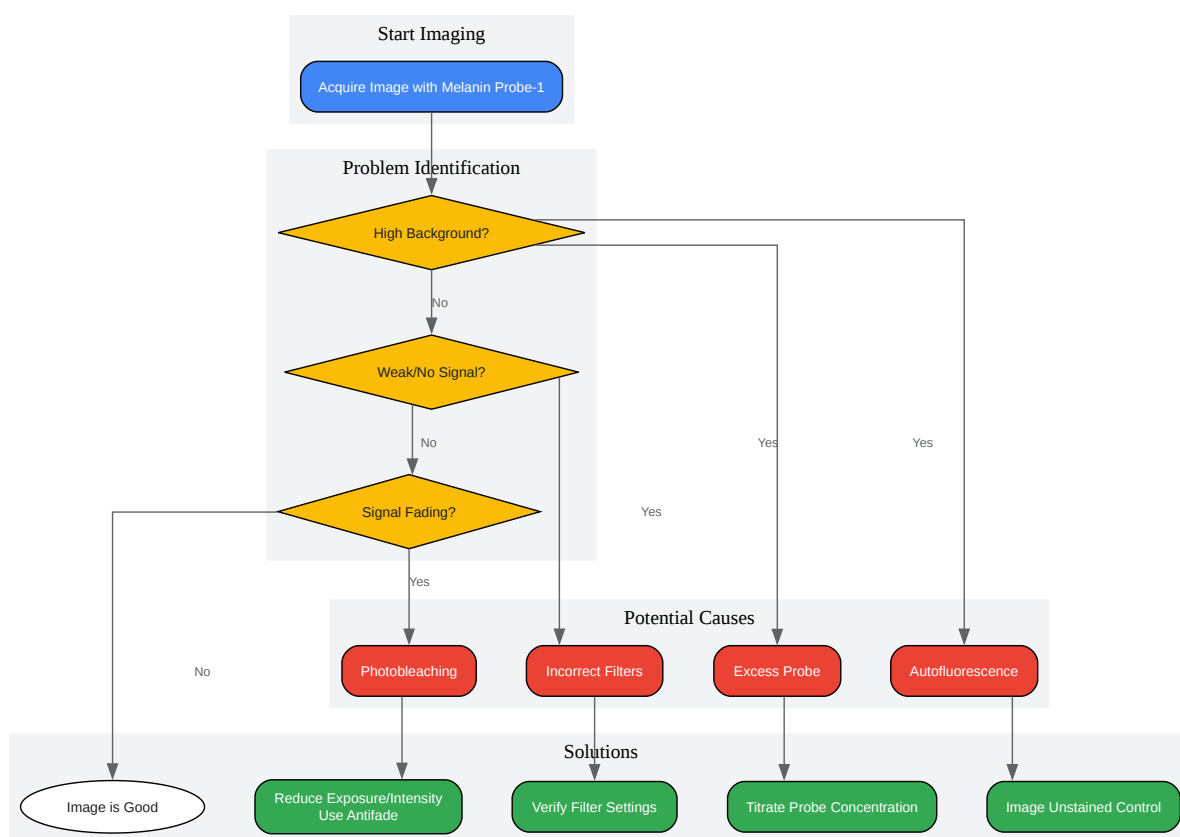 Start Imaging
Acquire Image with Melanin Probe-1
Problem Identification
High Background?
No
Weak/No Signal?
No
Yes
Yes
Signal Fading?
Yes
Yes
Potential Causes
Photobleaching
Incorrect Filters
Excess Probe
Autofluorescence
No
Solutions
Image is Good
Reduce Exposure/Intensity
Use Antifade
Verify Filter Settings
Titrate Probe Concentration
Image Unstained Control